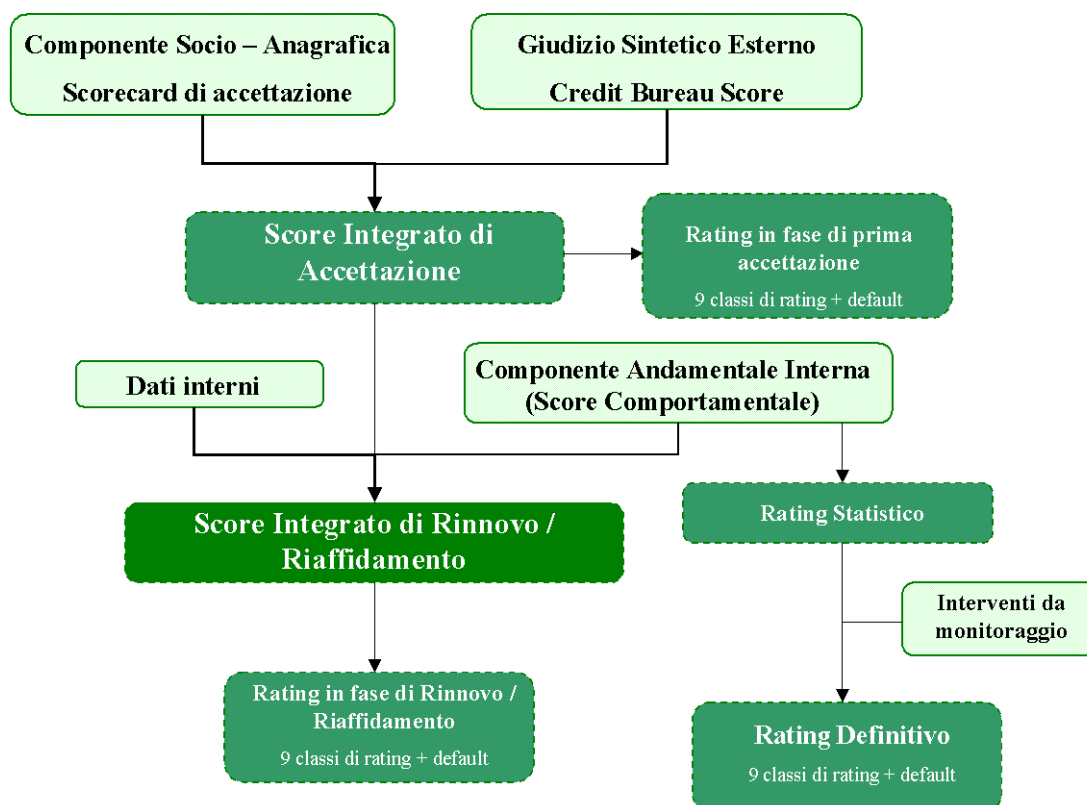 Componente Socio – Anagrafica
Scorecard di accettazione
Giudizio Sintetico Esterno
Credit Bureau Score
Score Integrato di
Accettazione
Rating in fase di prima
accettazione
9 classi di rating + default
Dati interni
Componente Andamentale Interna
(Score Comportamentale)
Score Integrato di Rinnovo /
Riaffidamento
Rating Statistico
Interventi da
monitoraggio
Rating in fase di Rinnovo /
Riaffidamento
9 classi di rating + default
Rating Definitivo
9 classi di rating + default